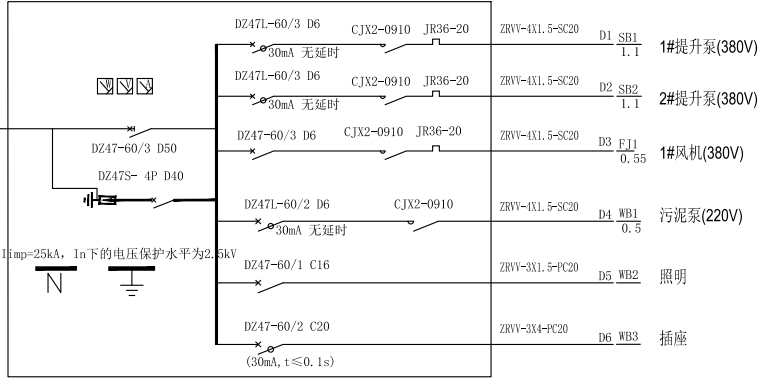 DZ47L-60/3 D6 CJX2-0910 JR36-20 ZRVV-4X1.5-SC20 D1 SB1 1.1 1#提升泵(380V)
30mA 无延时
DZ47L-60/3 D6 CJX2-0910 JR36-20 ZRVV-4X1.5-SC20 D2 SB2 1.1 2#提升泵(380V)
30mA 无延时
W V A
DZ47-60/3 D50
DZ47-60/3 D6 CJX2-0910 JR36-20 ZRVV-4X1.5-SC20 D3 FJ1 0.55 1#风机(380V)
DZ47S- 4P D40
DZ47L-60/2 D6 CJX2-0910 ZRVV-4X1.5-SC20 D4 WB1 0.5 污泥泵(220V)
30mA 无延时
Iimp=25kA, In下的电压保护水平为2.5kV
N
DZ47-60/1 C16 ZRVV-3X1.5-PC20 D5 WB2 照明
DZ47-60/2 C20 ZRVV-3X4-PC20 D6 WB3 插座
(30mA,t≤0.1s)